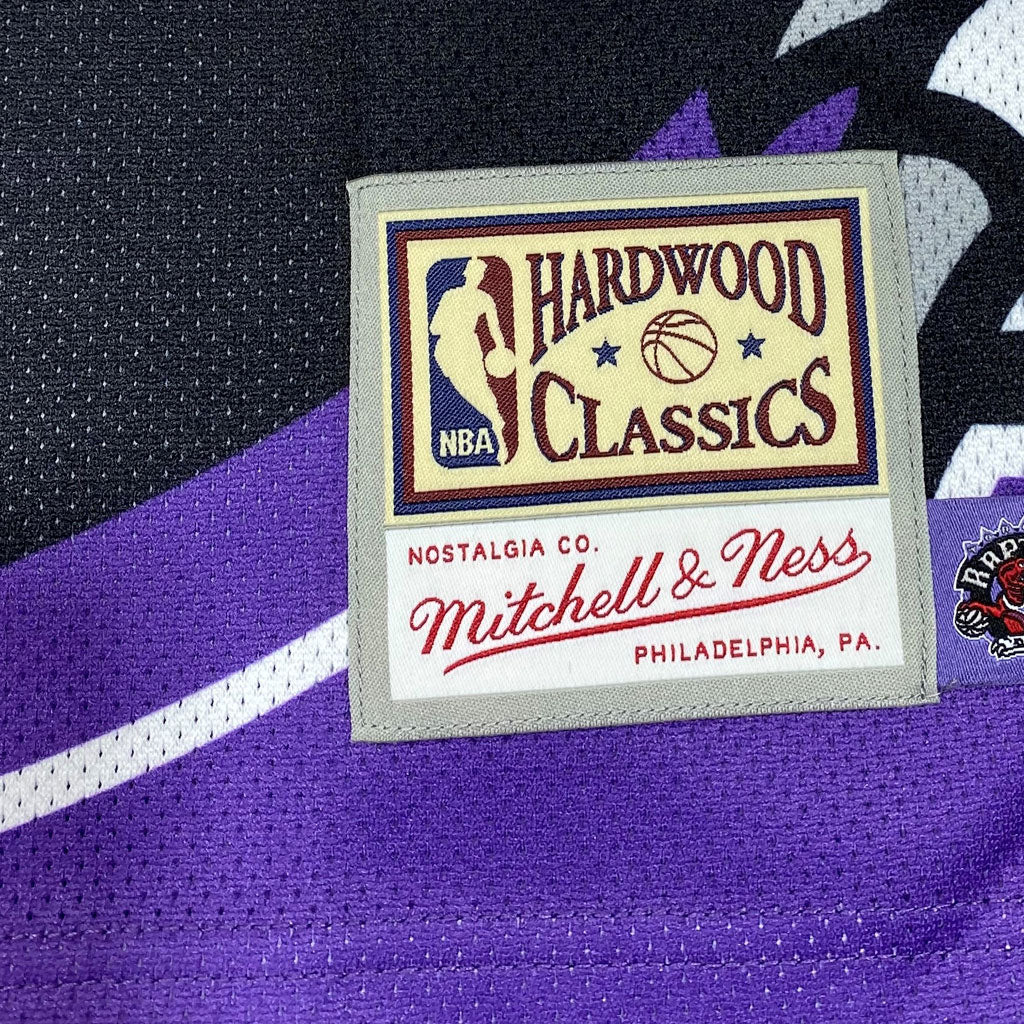 HARDWOOD
CLASSICS
NBA
NOSTALGIA CO.
Mitchell & Ness
PHILADELPHIA, PA.